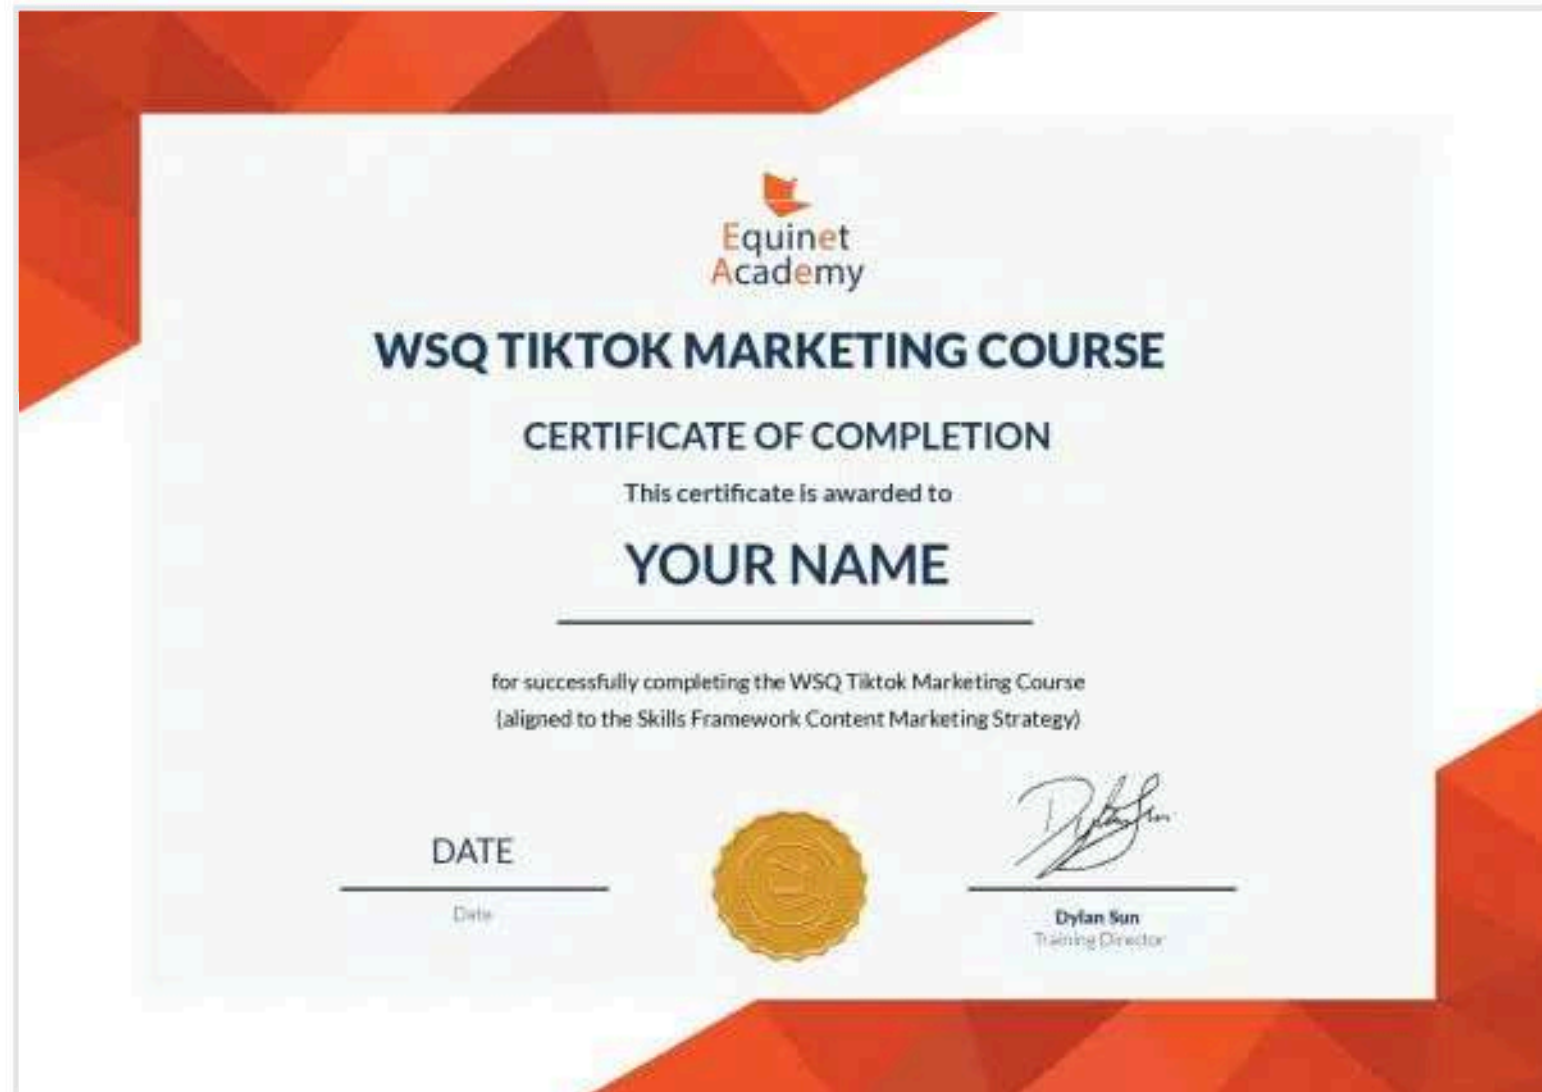 Equinet
Academy
WSQ TIKTOK MARKETING COURSE
CERTIFICATE OF COMPLETION
This certificate is awarded to
YOUR NAME
for successfully completing the WSQ Tiktok Marketing Course
(aligned to the Skills Framework Content Marketing Strategy)
DATE
Date
Dylan Sun
Dylan Sun
Training Director